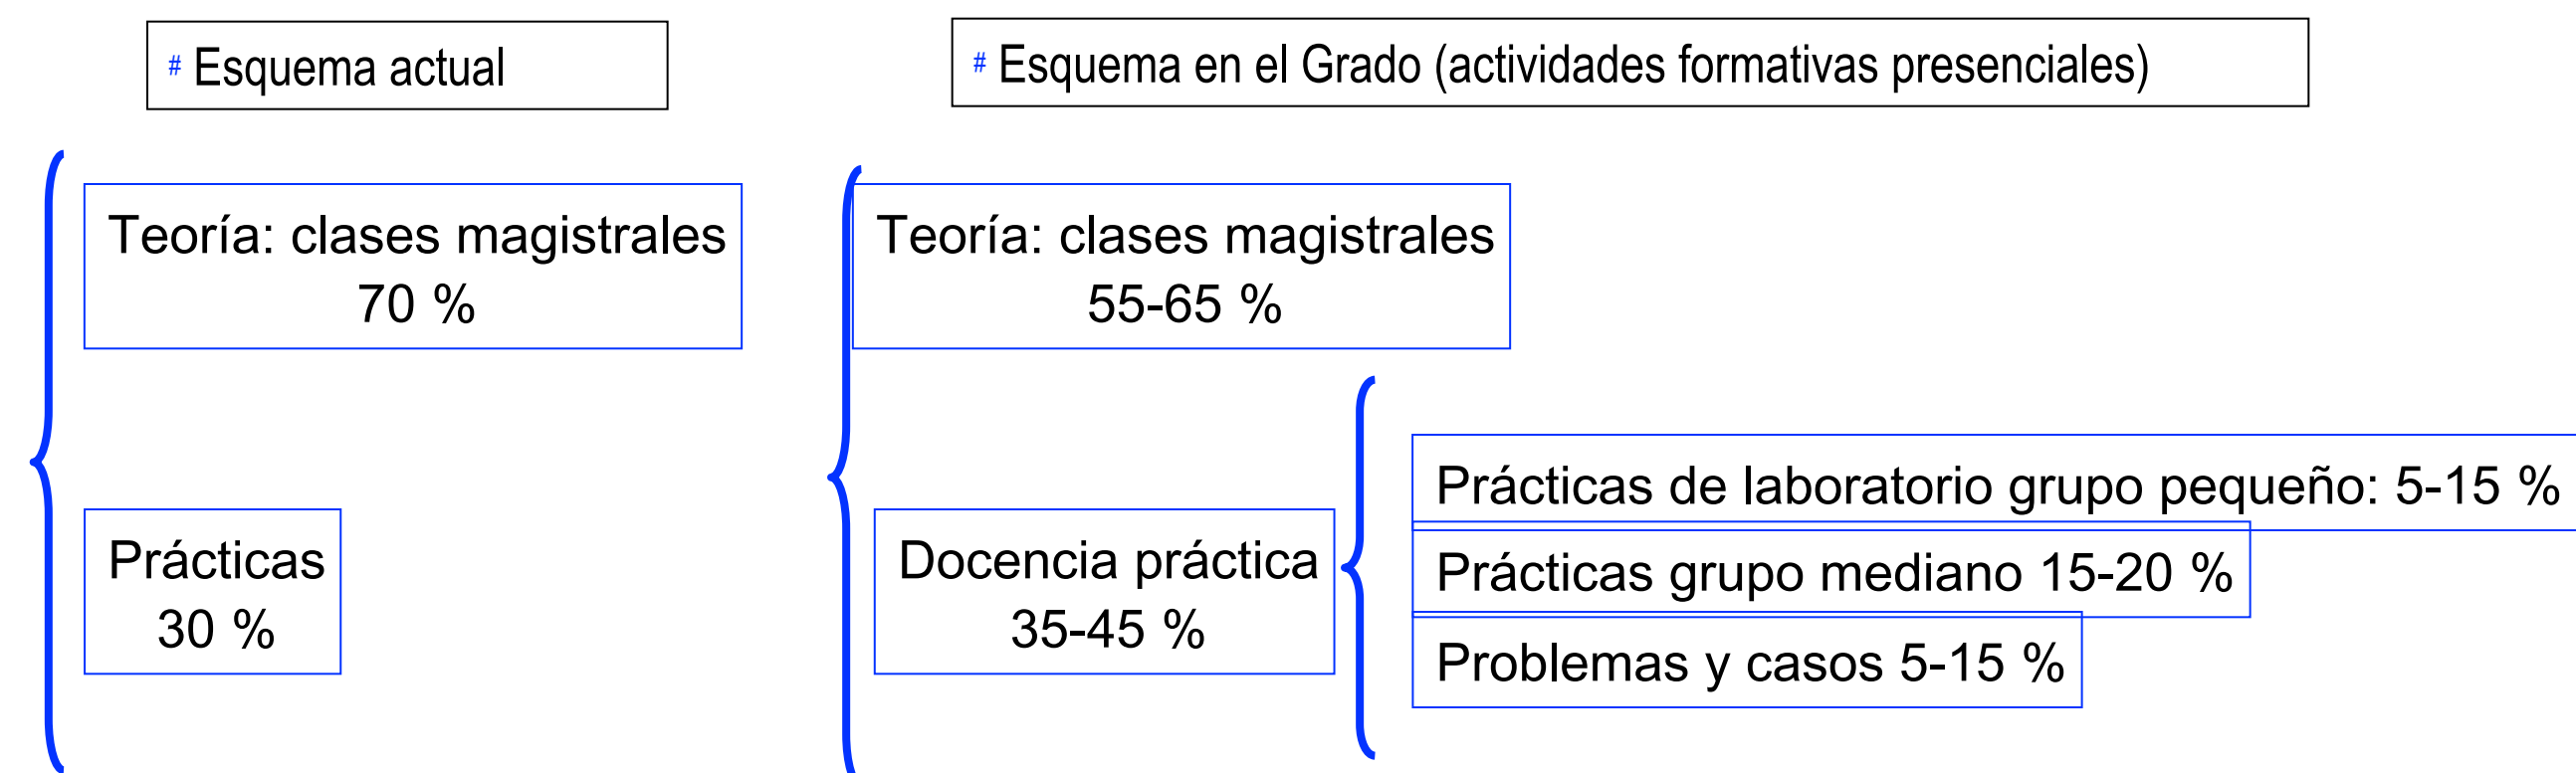 # Esquema actual
# Esquema en el Grado (actividades formativas presenciales)
Teoría: clases magistrales
70 %
Prácticas
30 %
Teoría: clases magistrales
55-65 %
Docencia práctica
35-45 %
Prácticas de laboratorio grupo pequeño: 5-15 %
Prácticas grupo mediano 15-20 %
Problemas y casos 5-15 %